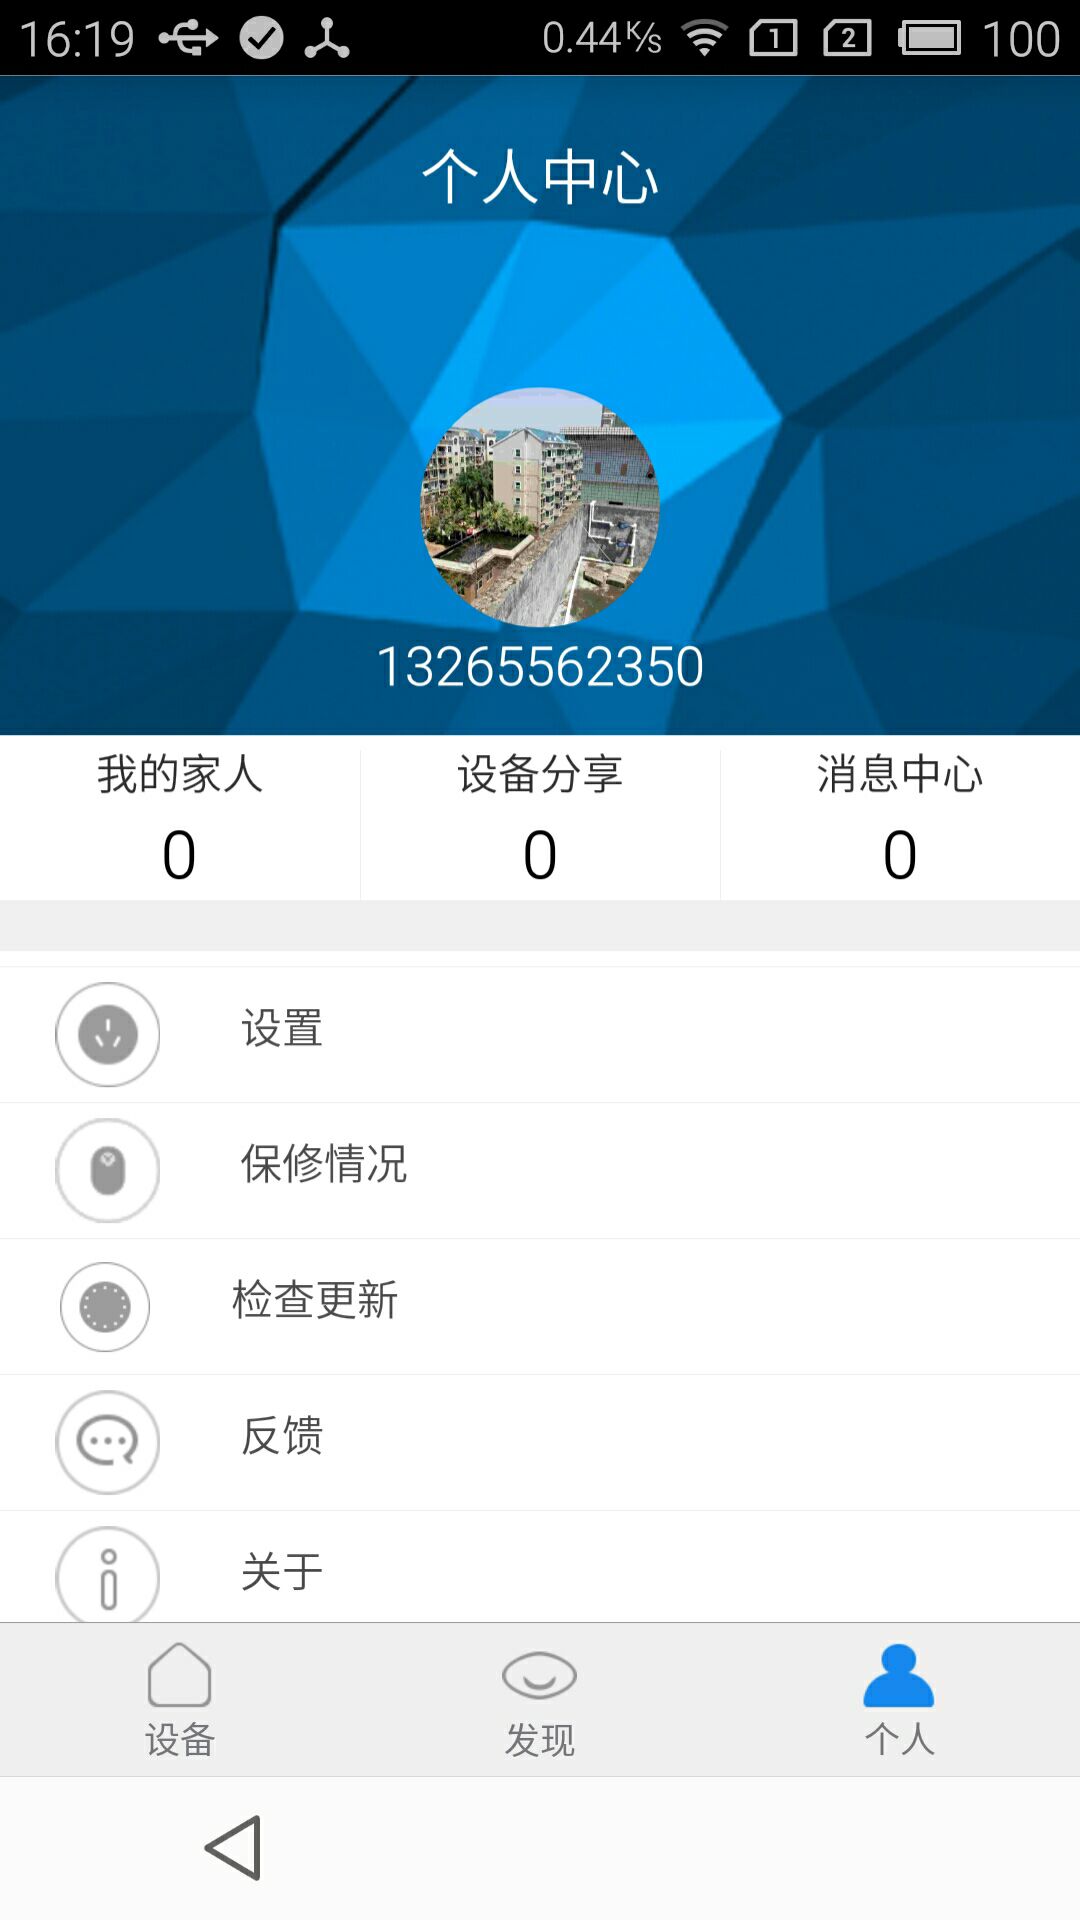 16:19 0.44K/s 1 2 100
个人中心
13265562350
我的家人 设备分享 消息中心
0 0 0
设置
保修情况
检查更新
反馈
关于
设备 发现 个人